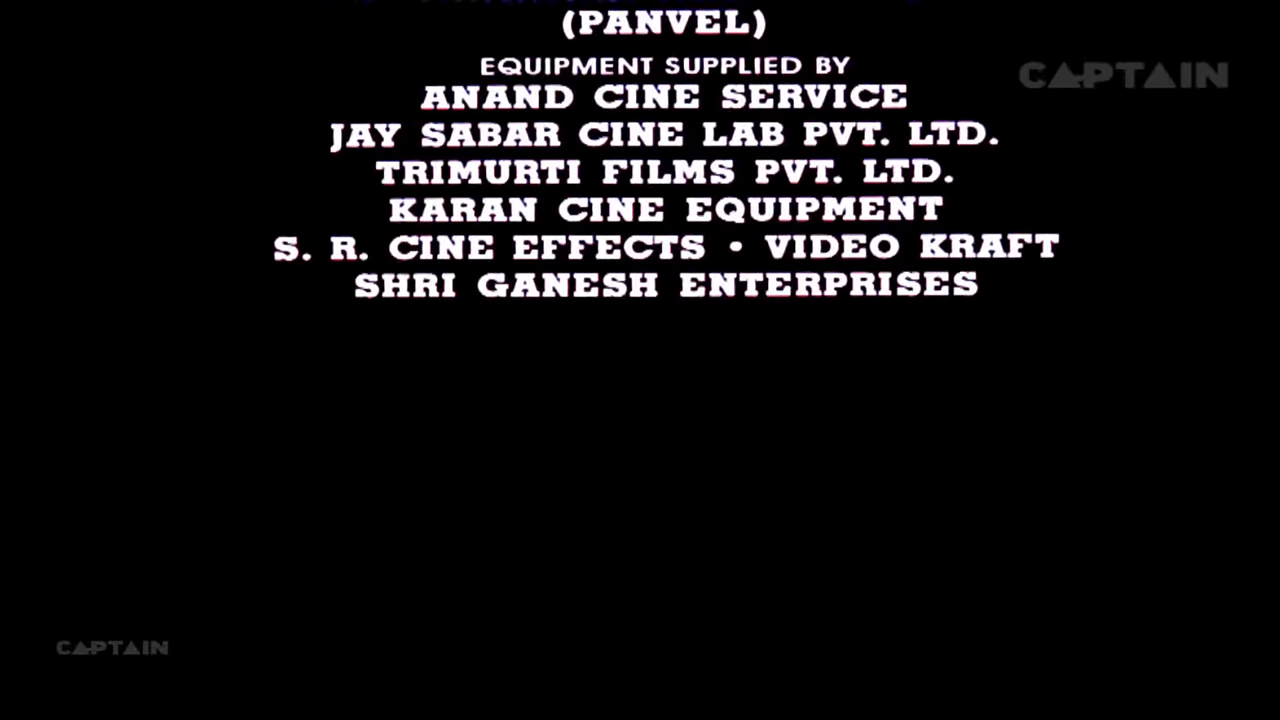 (PANVEL)
EQUIPMENT SUPPLIED BY
CAPTAIN
ANAND CINE SERVICE
JAY SABAR CINE LAB PVT. LTD.
TRIMURTI FILMS PVT. LTD.
KARAN CINE EQUIPMENT
S. R. CINE EFFECTS • VIDEO KRAFT
SHRI GANESH ENTERPRISES
CAPTAIN